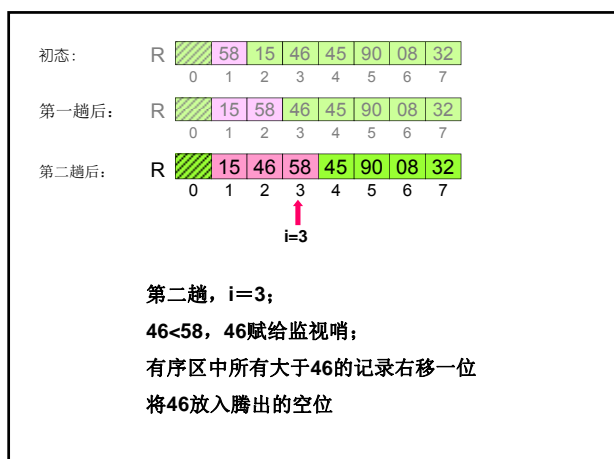 初态: R 58 15 46 45 90 08 32
0 1 2 3 4 5 6 7
第一趟后: R 15 58 46 45 90 08 32
0 1 2 3 4 5 6 7
第二趟后: R 15 46 58 45 90 08 32
0 1 2 3 4 5 6 7
i=3
第二趟，i＝3；
46<58，46赋给监视哨；
有序区中所有大于46的记录右移一位
将46放入腾出的空位